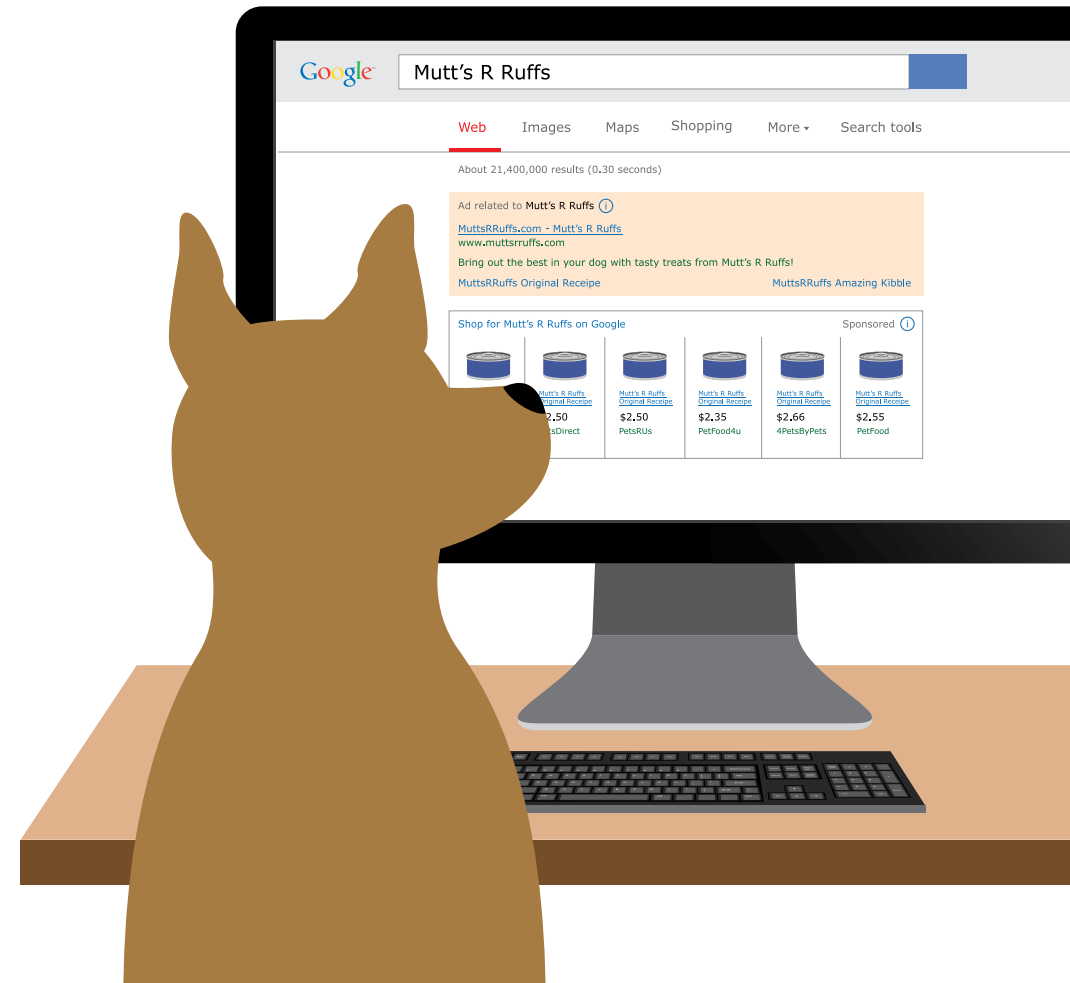 Google
Mutt's R Ruffs
Web Images Maps Shopping More Search tools
About 21,400,000 results (0.30 seconds)
Ad related to Mutt's R Ruffs i
MuttsRRuffs.com - Mutt's R Ruffs
www.muttsrruffs.com
Bring out the best in your dog with tasty treats from Mutt's R Ruffs!
MuttsRRuffs Original Receipe MuttsRRuffs Amazing Kibble
Shop for Mutt's R Ruffs on Google Sponsored i
Mutt's R Ruffs Mutt's R Ruffs Mutt's R Ruffs Mutt's R Ruffs Mutt's R Ruffs
Original Receipe Original Receipe Original Receipe Original Receipe
2.50 $2.50 $2.35 $2.66 $2.55
PetsRUs PetFood4u 4PetsByPets PetFood